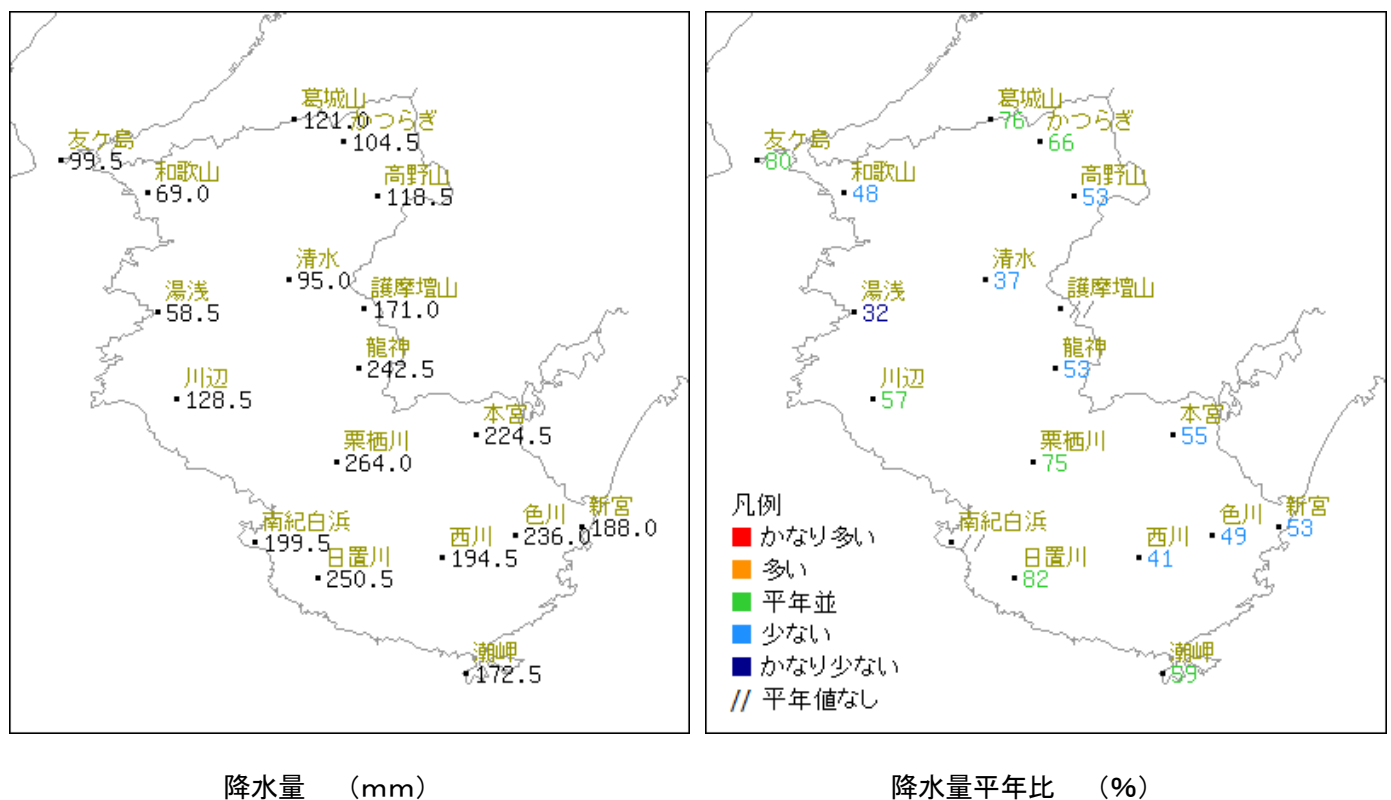 葛城山
121.0
かつらぎ
104.5
友ケ島
99.5
和歌山
69.0
高野山
118.5
清水
95.0
湯浅
58.5
護摩壇山
171.0
龍神
242.5
川辺
128.5
本宮
224.5
栗栖川
264.0
新宮
188.0
色川
236.0
南紀白浜
199.5
西川
194.5
日置川
250.5
潮岬
172.5
降水量 (mm)
葛城山
76
かつらぎ
66
友ケ島
80
和歌山
48
高野山
53
清水
37
湯浅
32
護摩壇山
//
龍神
53
川辺
57
本宮
55
栗栖川
75
新宮
53
色川
49
南紀白浜
//
西川
41
日置川
82
潮岬
59
凡例
かなり多い
多い
平年並
少ない
かなり少ない
// 平年値なし
降水量平年比 (%)